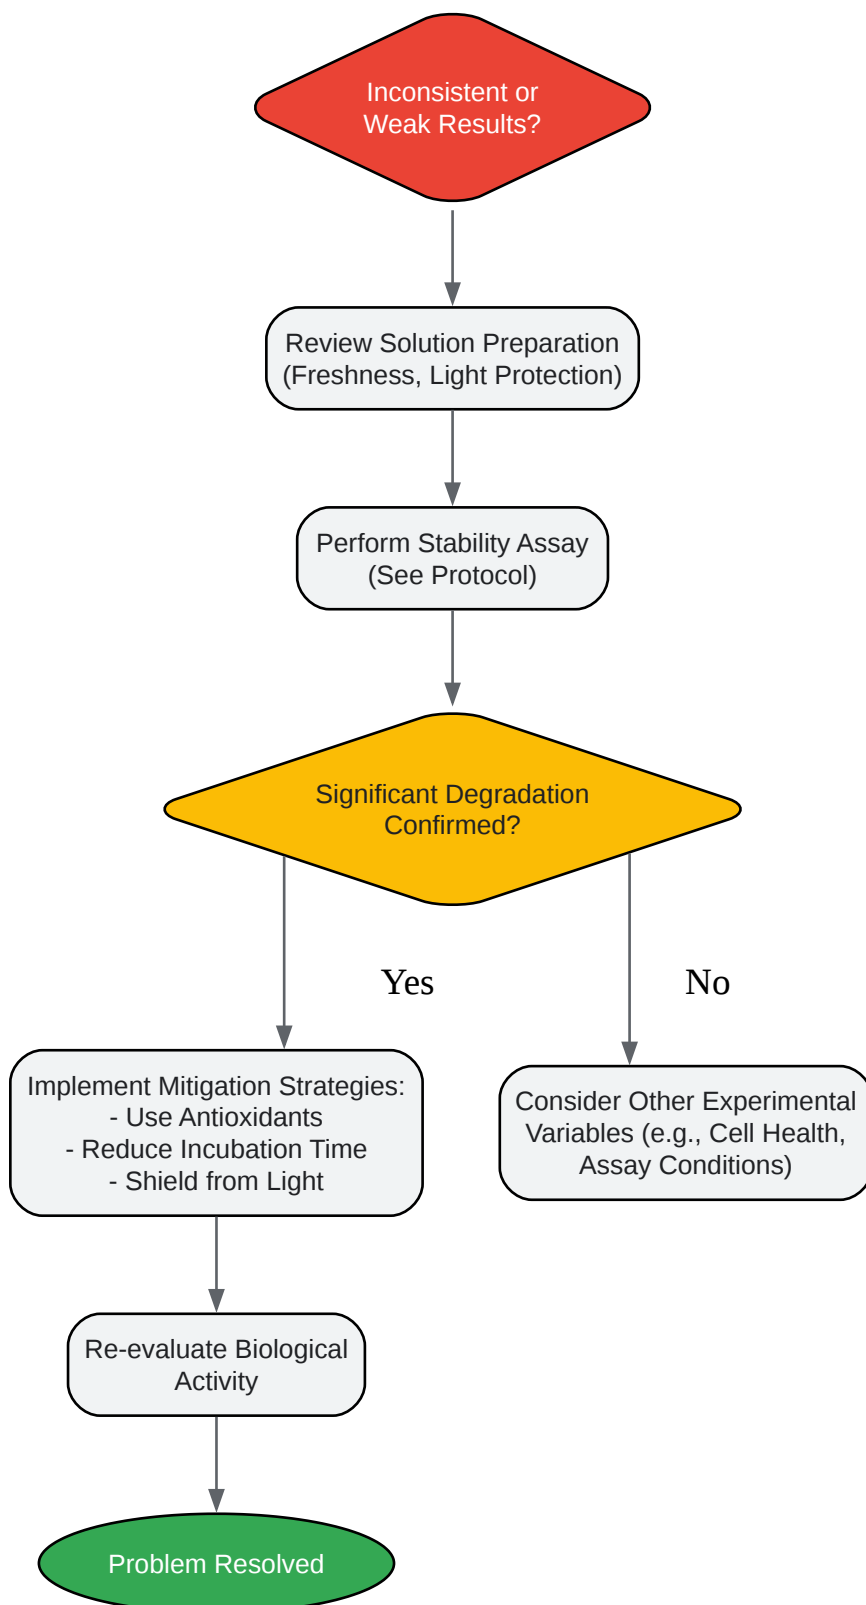 Inconsistent or
Weak Results?
Review Solution Preparation
(Freshness, Light Protection)
Perform Stability Assay
(See Protocol)
Significant Degradation
Confirmed?
Yes
No
Implement Mitigation Strategies:
- Use Antioxidants
- Reduce Incubation Time
- Shield from Light
Consider Other Experimental
Variables (e.g., Cell Health,
Assay Conditions)
Re-evaluate Biological
Activity
Problem Resolved